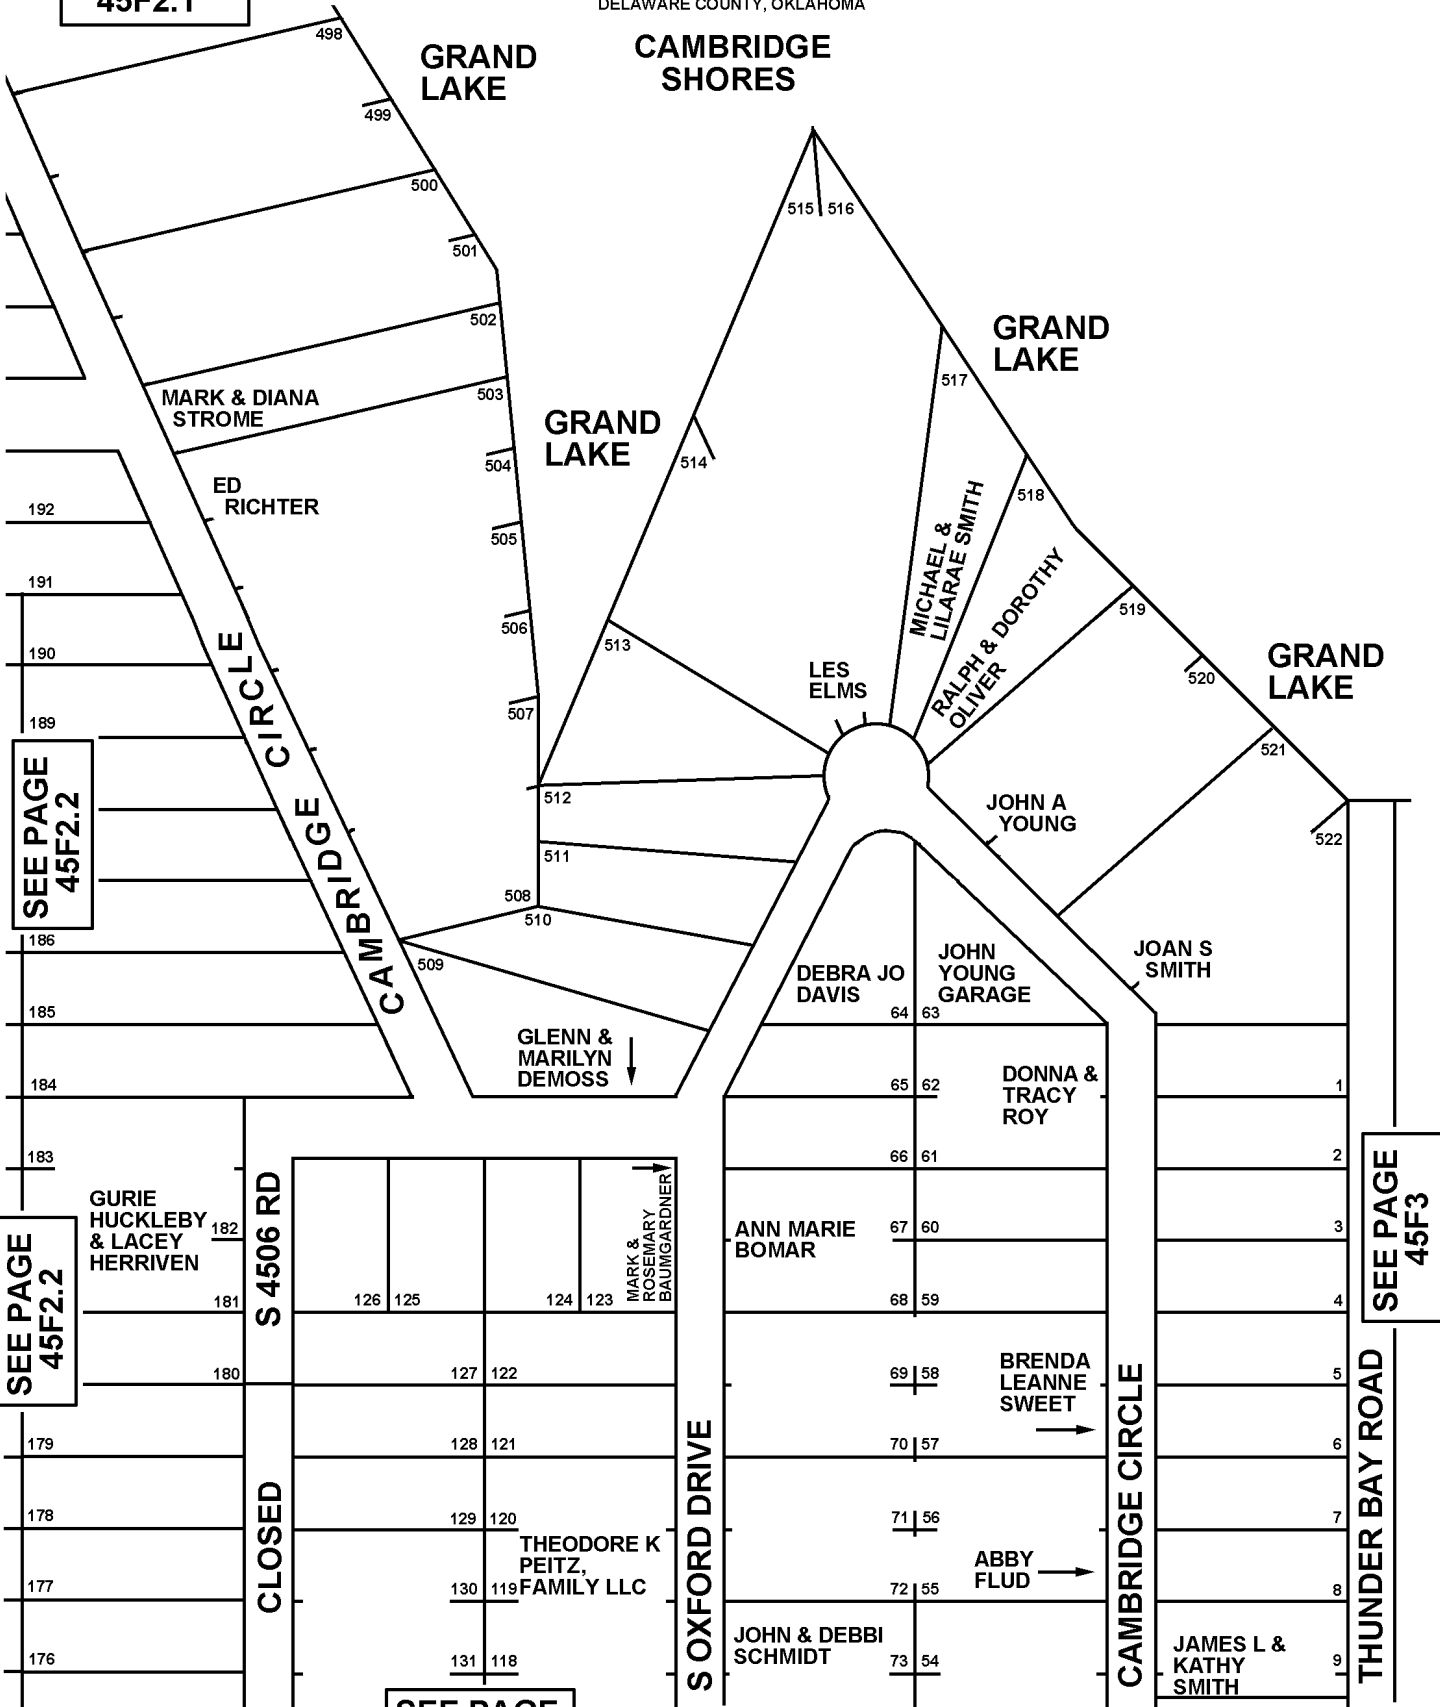 45F2.1
DELAWARE COUNTY, OKLAHOMA
CAMBRIDGE
SHORES
GRAND
LAKE
498
499
500
501
502
503
504
505
506
507
508
509
510
511
512
513
514
515 516
517
518
519
520
521
522
GRAND
LAKE
GRAND
LAKE
GRAND
LAKE
MARK & DIANA
STROME
ED
RICHTER
MICHAEL &
LILARAE SMITH
RALPH & DOROTHY
OLIVER
LES
ELMS
JOHN A
YOUNG
JOAN S
SMITH
DEBRA JO
DAVIS
JOHN
YOUNG
GARAGE
GLENN &
MARILYN
DEMOSS
DONNA &
TRACY
ROY
CAMBRIDGE CIRCLE
192
191
190
189
186
185
184
183
182
181
180
179
178
177
176
SEE PAGE
45F2.2
SEE PAGE
45F2.2
GURIE
HUCKLEBY
& LACEY
HERRIVEN
S 4506 RD
CLOSED
MARK &
ROSEMARY
BAUMGARDNER
126 125
124 123
127 122
128 121
129 120
130 119
131 118
THEODORE K
PEITZ,
FAMILY LLC
S OXFORD DRIVE
ANN MARIE
BOMAR
64 63
65 62
66 61
67 60
68 59
69 58
70 57
71 56
72 55
73 54
BRENDA
LEANNE
SWEET
ABBY
FLUD
JOHN & DEBBI
SCHMIDT
CAMBRIDGE CIRCLE
1
2
3
4
5
6
7
8
9
JAMES L &
KATHY
SMITH
THUNDER BAY ROAD
SEE PAGE
45F3
SEE PAGE